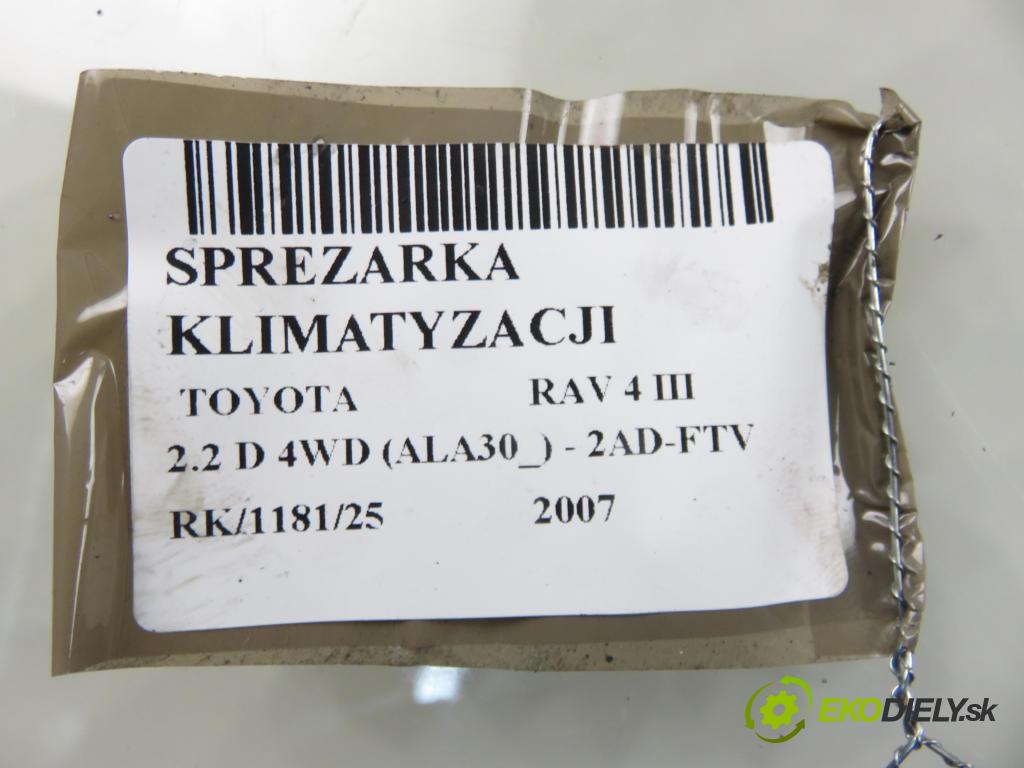 SPREZARKA
KLIMATYZACJI
TOYOTA RAV 4 III
2.2 D 4WD (ALA30_) - 2AD-FTV
RK/1181/25 2007
EKODIELY.sk